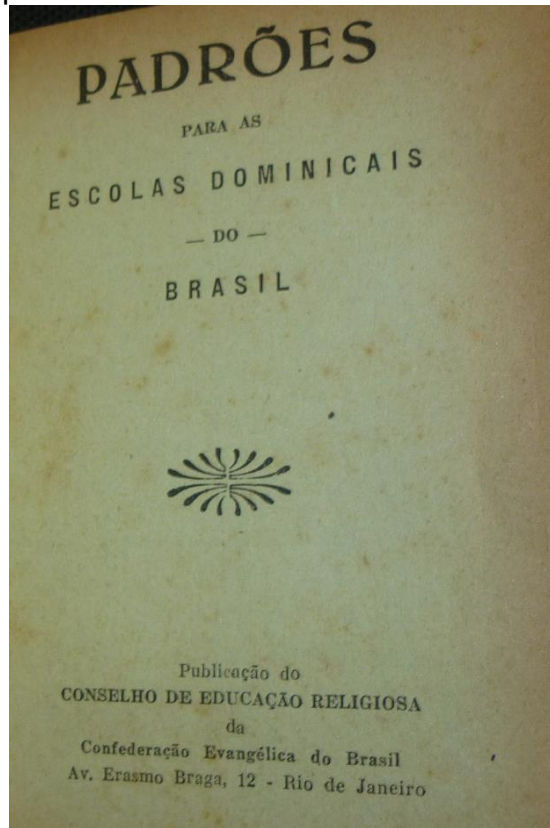 PADRÕES
PARA AS
ESCOLAS DOMINICAIS
— DO —
BRASIL
Publicação do
CONSELHO DE EDUCAÇÃO RELIGIOSA
da
Confederação Evangélica do Brasil
Av. Erasmo Braga, 12 - Rio de Janeiro